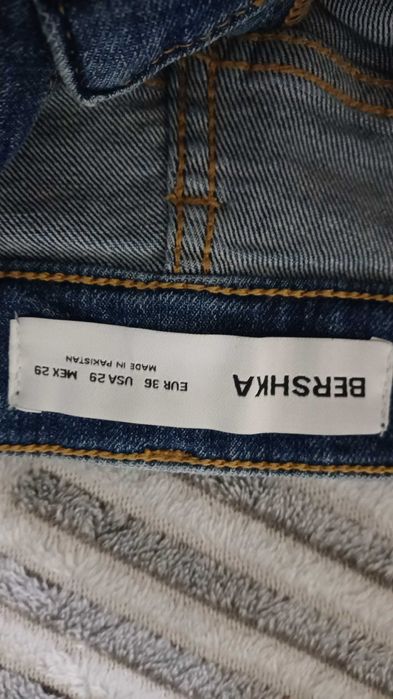 BERSHKA
EUR 36 USA 29 MEX 29
MADE IN PAKISTAN